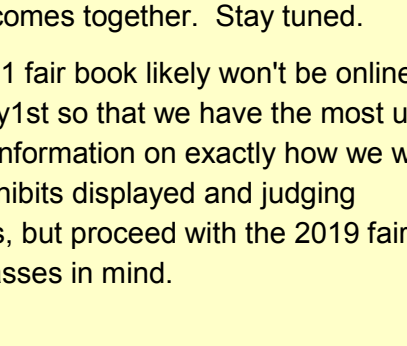 comes together.  Stay tuned.
1 fair book likely won't be online
y1st so that we have the most u
nformation on exactly how we w
hibits displayed and judging
s, but proceed with the 2019 fair
asses in mind.